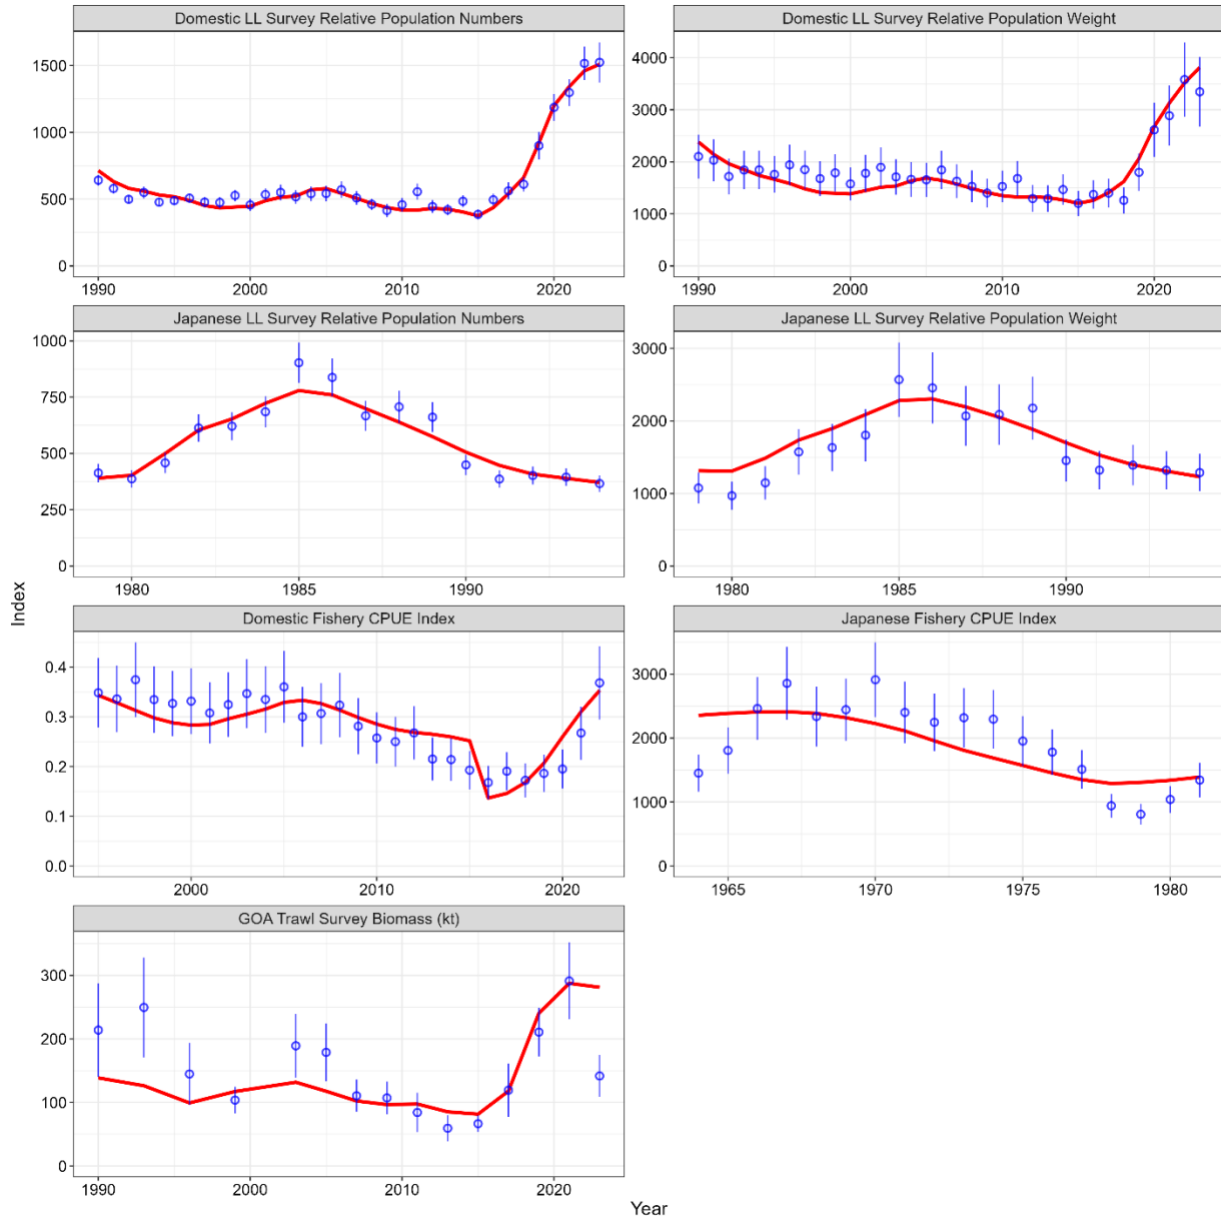 Domestic LL Survey Relative Population Numbers
Domestic LL Survey Relative Population Weight
1500
1000
500
0
1990 2000 2010 2020
4000
3000
2000
1000
0
1990 2000 2010 2020
Japanese LL Survey Relative Population Numbers
Japanese LL Survey Relative Population Weight
1000
750
500
250
0
1980 1985 1990
3000
2000
1000
0
1980 1985 1990
Index
Domestic Fishery CPUE Index
Japanese Fishery CPUE Index
0.4
0.3
0.2
0.1
0.0
2000 2010 2020
3000
2000
1000
0
1965 1970 1975 1980
GOA Trawl Survey Biomass (kt)
300
200
100
0
1990 2000 2010 2020
Year